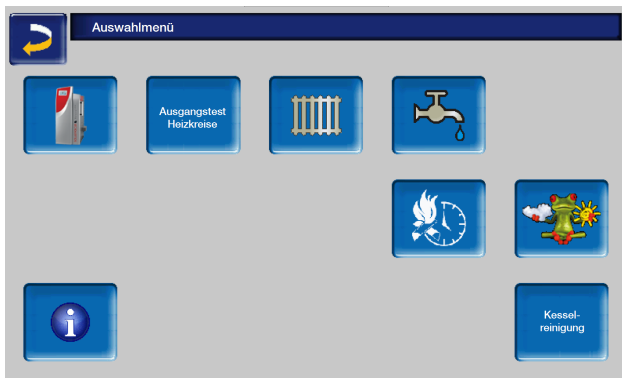 Auswahlmenü
Ausgangstest
Heizkreise
Kessel-
reinigung